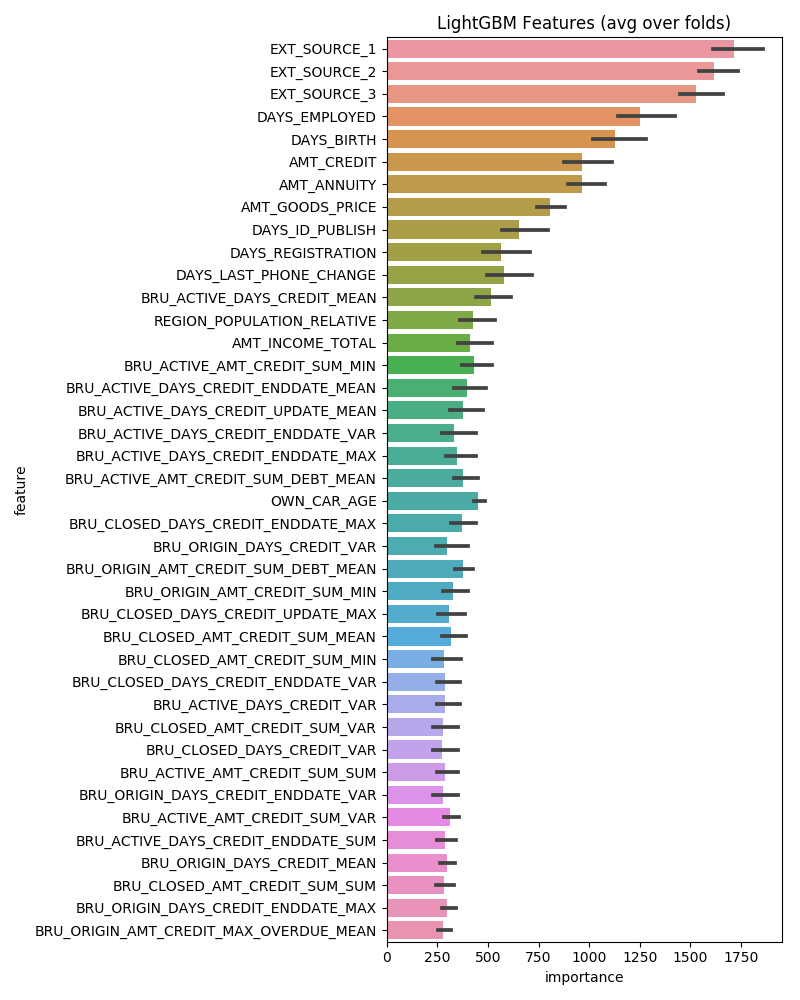 LightGBM Features (avg over folds)
EXT_SOURCE_1
EXT_SOURCE_2
EXT_SOURCE_3
DAYS_EMPLOYED
DAYS_BIRTH
AMT_CREDIT
AMT_ANNUITY
AMT_GOODS_PRICE
DAYS_ID_PUBLISH
DAYS_REGISTRATION
DAYS_LAST_PHONE_CHANGE
BRU_ACTIVE_DAYS_CREDIT_MEAN
REGION_POPULATION_RELATIVE
AMT_INCOME_TOTAL
BRU_ACTIVE_AMT_CREDIT_SUM_MIN
BRU_ACTIVE_DAYS_CREDIT_ENDDATE_MEAN
BRU_ACTIVE_DAYS_CREDIT_UPDATE_MEAN
BRU_ACTIVE_DAYS_CREDIT_ENDDATE_VAR
BRU_ACTIVE_DAYS_CREDIT_ENDDATE_MAX
BRU_ACTIVE_AMT_CREDIT_SUM_DEBT_MEAN
OWN_CAR_AGE
BRU_CLOSED_DAYS_CREDIT_ENDDATE_MAX
BRU_ORIGIN_DAYS_CREDIT_VAR
BRU_ORIGIN_AMT_CREDIT_SUM_DEBT_MEAN
BRU_ORIGIN_AMT_CREDIT_SUM_MIN
BRU_CLOSED_DAYS_CREDIT_UPDATE_MAX
BRU_CLOSED_AMT_CREDIT_SUM_MEAN
BRU_CLOSED_AMT_CREDIT_SUM_MIN
BRU_CLOSED_DAYS_CREDIT_ENDDATE_VAR
BRU_ACTIVE_DAYS_CREDIT_VAR
BRU_CLOSED_AMT_CREDIT_SUM_VAR
BRU_CLOSED_DAYS_CREDIT_VAR
BRU_ACTIVE_AMT_CREDIT_SUM_SUM
BRU_ORIGIN_DAYS_CREDIT_ENDDATE_VAR
BRU_ACTIVE_AMT_CREDIT_SUM_VAR
BRU_ACTIVE_DAYS_CREDIT_ENDDATE_SUM
BRU_ORIGIN_DAYS_CREDIT_MEAN
BRU_CLOSED_AMT_CREDIT_SUM_SUM
BRU_ORIGIN_DAYS_CREDIT_ENDDATE_MAX
BRU_ORIGIN_AMT_CREDIT_MAX_OVERDUE_MEAN
feature
0 250 500 750 1000 1250 1500 1750
importance